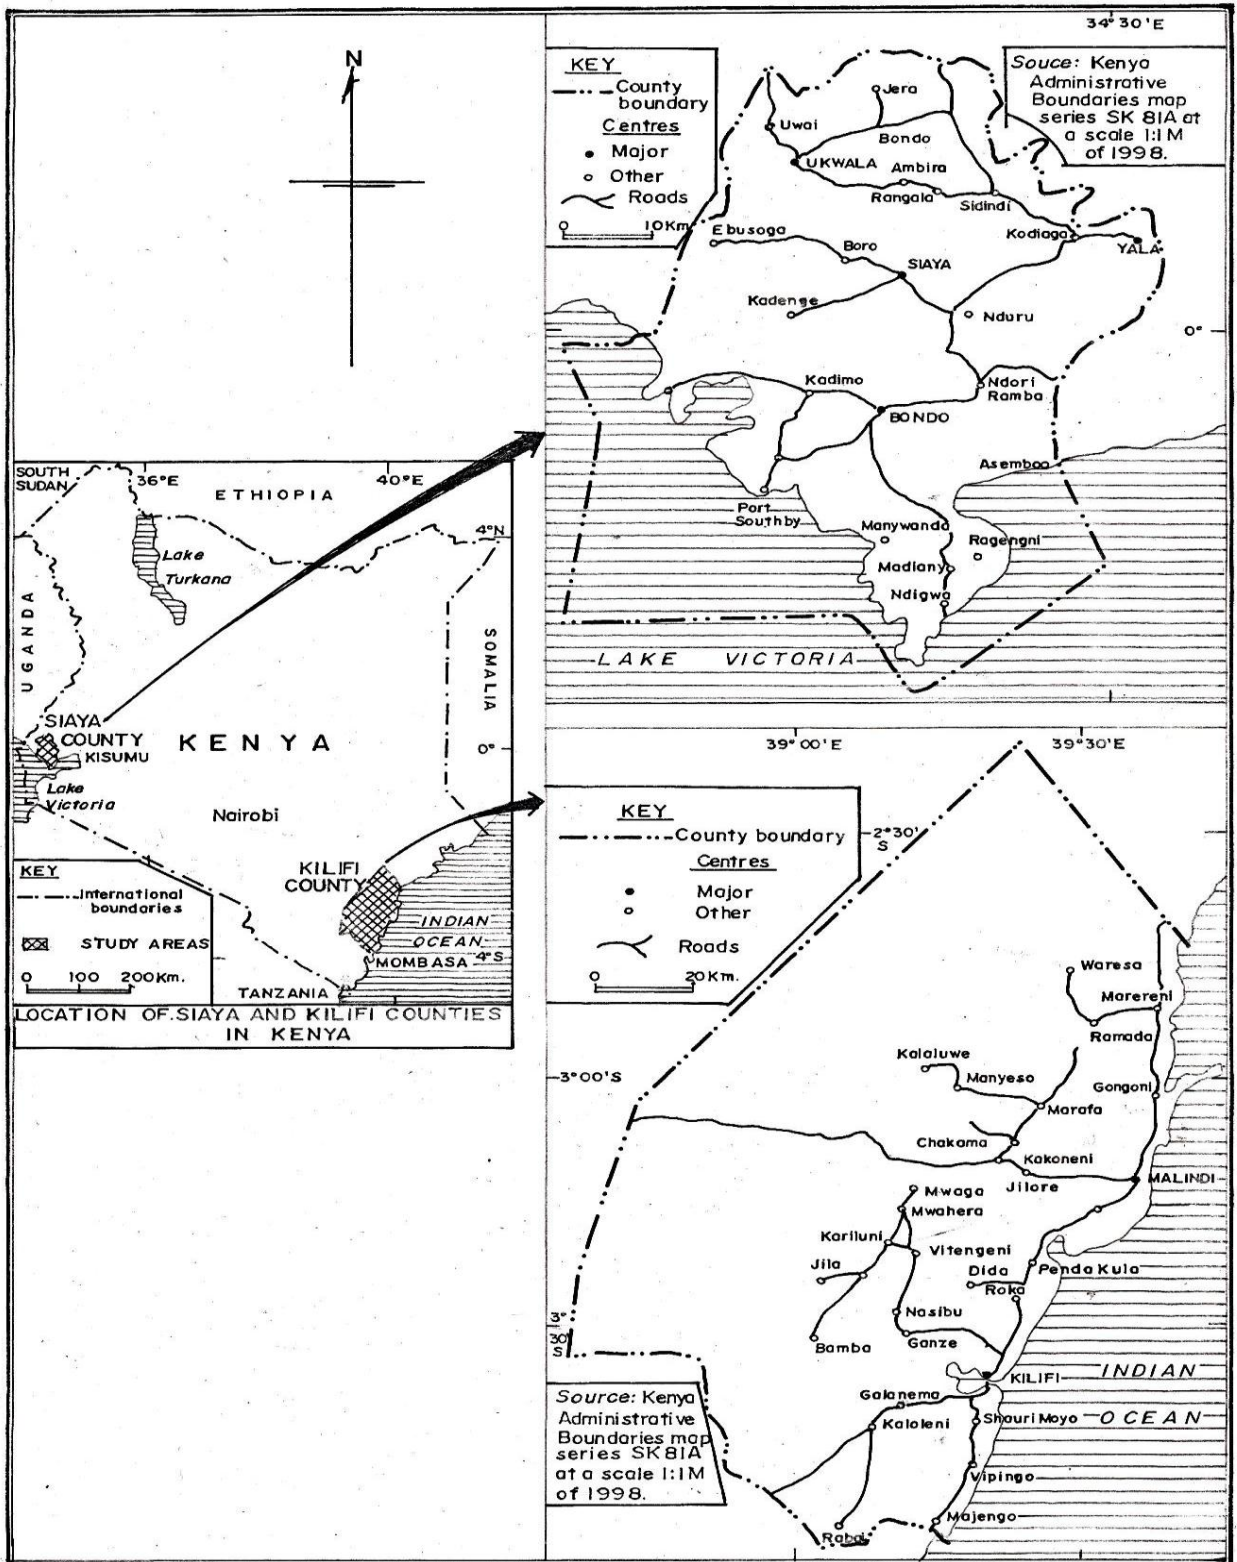 N
34°30'E
KEY
County
boundary
Centres
Major
Other
Roads
0 10Km
Souce: Kenya
Administrative
Boundaries map
series SK 81A at
a scale 1:1M
of 1998.
Jera
Uwai
Bondo
UKWALA
Ambira
Rangala
Sidindi
Kodiaga
YALA
Ebusoga
Boro
SIAYA
Kadenge
Nduru
0°
Kadimo
Ndori
Ramba
BONDO
Asemboo
Port
Southby
Manywanda
Ragengni
Madiany
Ndigwa
LAKE VICTORIA
SOUTH
SUDAN
36°E
40°E
ETHIOPIA
4°N
Lake
Turkana
UGANDA
SOMALIA
SIAYA
COUNTY
KISUMU
KENYA
0°
Lake
Victoria
Nairobi
KILIFI
COUNTY
KEY
International
boundaries
STUDY AREAS
0 100 200Km.
INDIAN
OCEAN
4°S
MOMBASA
TANZANIA
LOCATION OF SIAYA AND KILIFI COUNTIES
IN KENYA
39°00'E
39°30'E
KEY
County boundary
Centres
Major
Other
Roads
0 20Km.
2°30'
S
Waresa
Marereni
Ramada
Kalaluwe
3°00'S
Manyeso
Gongoni
Marafa
Chakama
Kakoneni
Jilore
MALINDI
Mwaga
Mwahera
Kariluni
Vitengeni
Jila
Dida
Penda Kula
Roka
Nasibu
3°
30'
S
Bamba
Ganze
KILIFI
INDIAN
OCEAN
Galanema
Shauri Moyo
Kaloleni
Source: Kenya
Administrative
Boundaries map
series SK81A
at a scale 1:1M
of 1998.
Vipingo
Majengo
Rabai